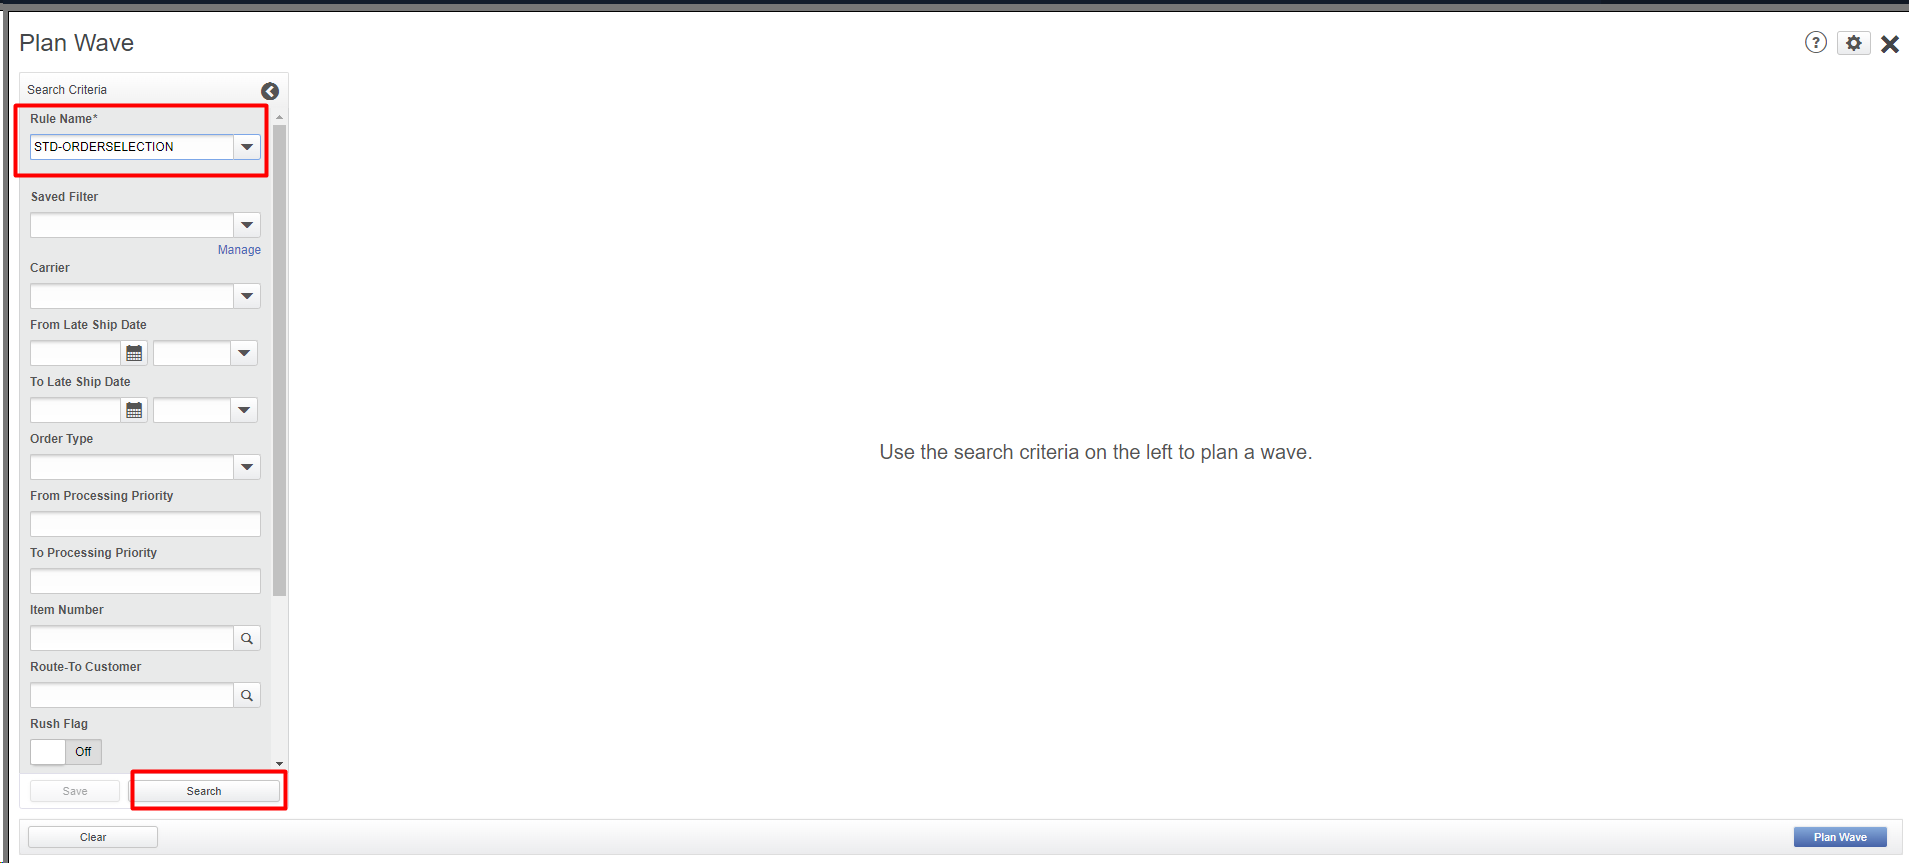 Plan Wave
?
Search Criteria
Rule Name*
STD-ORDERSELECTION
Saved Filter
Manage
Carrier
From Late Ship Date
To Late Ship Date
Order Type
From Processing Priority
To Processing Priority
Item Number
Route-To Customer
Rush Flag
Off
Save
Search
Use the search criteria on the left to plan a wave.
Clear
Plan Wave